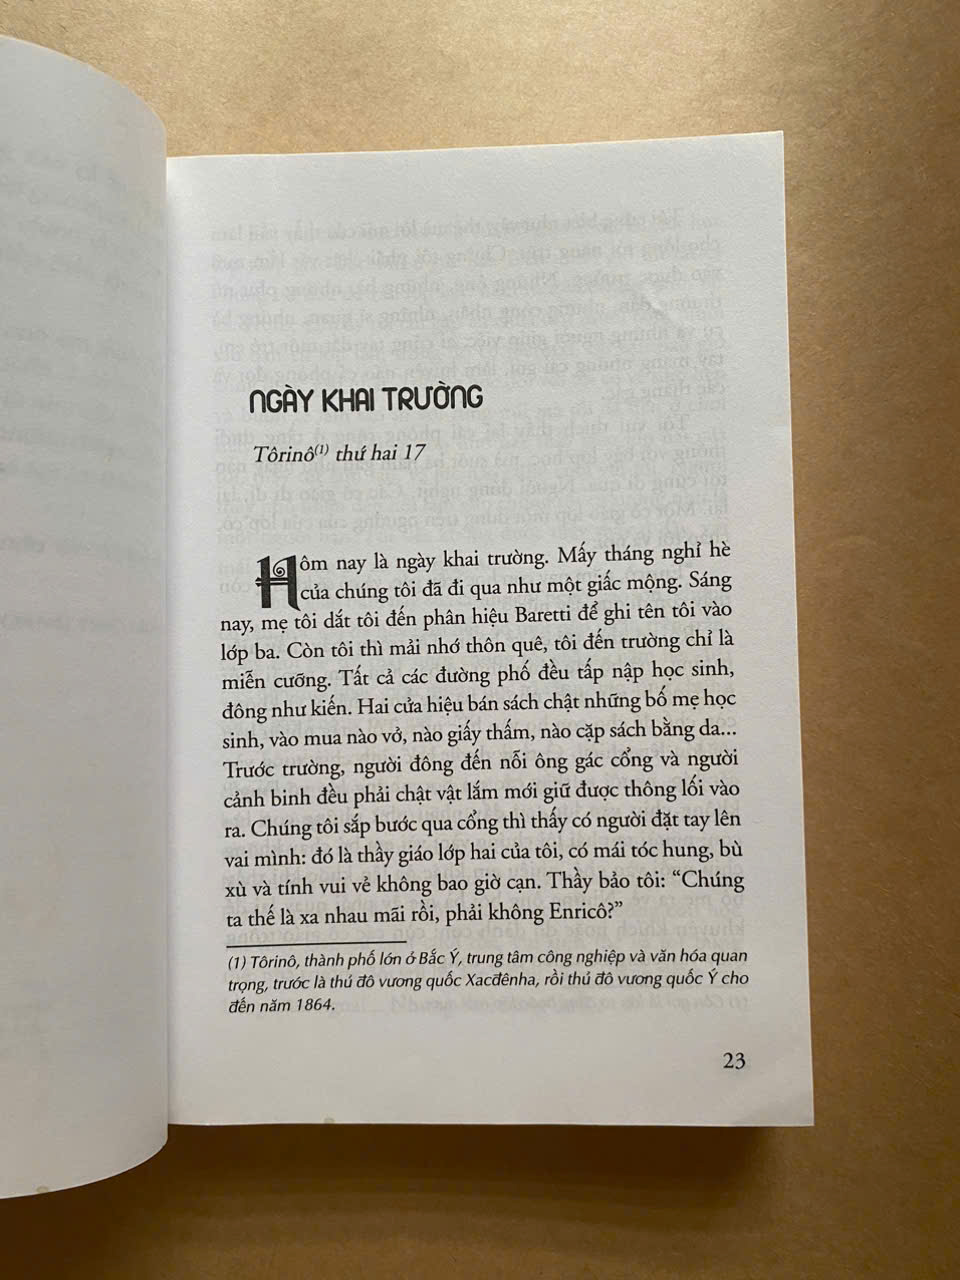 NGÀY KHAI TRƯỜNG
Tôrinô(1) thứ hai 17
Hôm nay là ngày khai trường. Mấy tháng nghỉ hè
của chúng tôi đã đi qua như một giấc mộng. Sáng
nay, mẹ tôi dắt tôi đến phân hiệu Baretti để ghi tên tôi vào
lớp ba. Còn tôi thì mải nhớ thôn quê, tôi đến trường chỉ là
miễn cưỡng. Tất cả các đường phố đều tấp nập học sinh,
đông như kiến. Hai cửa hiệu bán sách chật những bố mẹ học
sinh, vào mua nào vở, nào giấy thấm, nào cặp sách bằng da...
Trước trường, người đông đến nỗi ông gác cổng và người
cảnh binh đều phải chật vật lắm mới giữ được thông lối vào
ra. Chúng tôi sắp bước qua cổng thì thấy có người đặt tay lên
vai mình: đó là thầy giáo lớp hai của tôi, có mái tóc hung, bù
xù và tính vui vẻ không bao giờ cạn. Thầy bảo tôi: “Chúng
ta thế là xa nhau mãi rồi, phải không Enricô?”
(1) Tôrinô, thành phố lớn ở Bắc Ý, trung tâm công nghiệp và văn hóa quan
trọng, trước là thú đô vương quốc Xacđênha, rồi thủ đô vương quốc Ý cho
đến năm 1864.
23